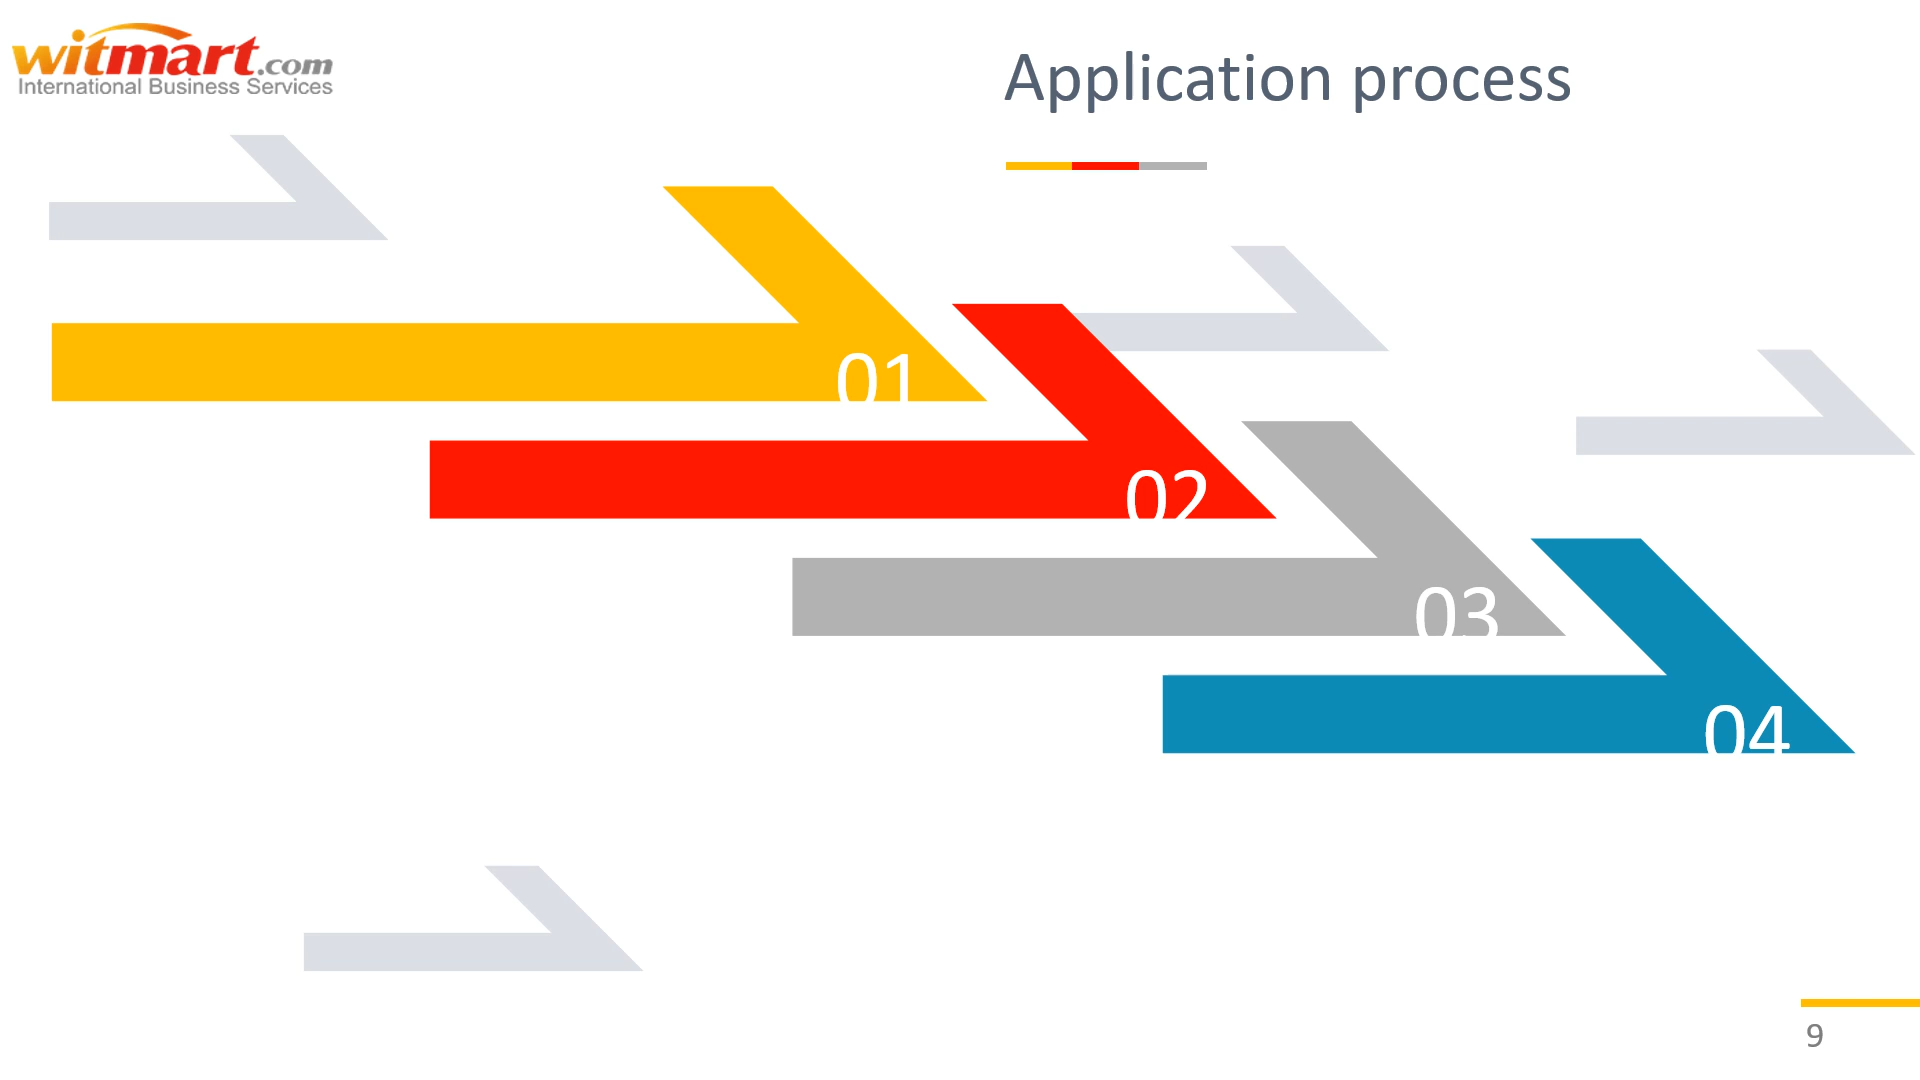 witmart.com
International Business Services
Application process
01
02
03
04
9